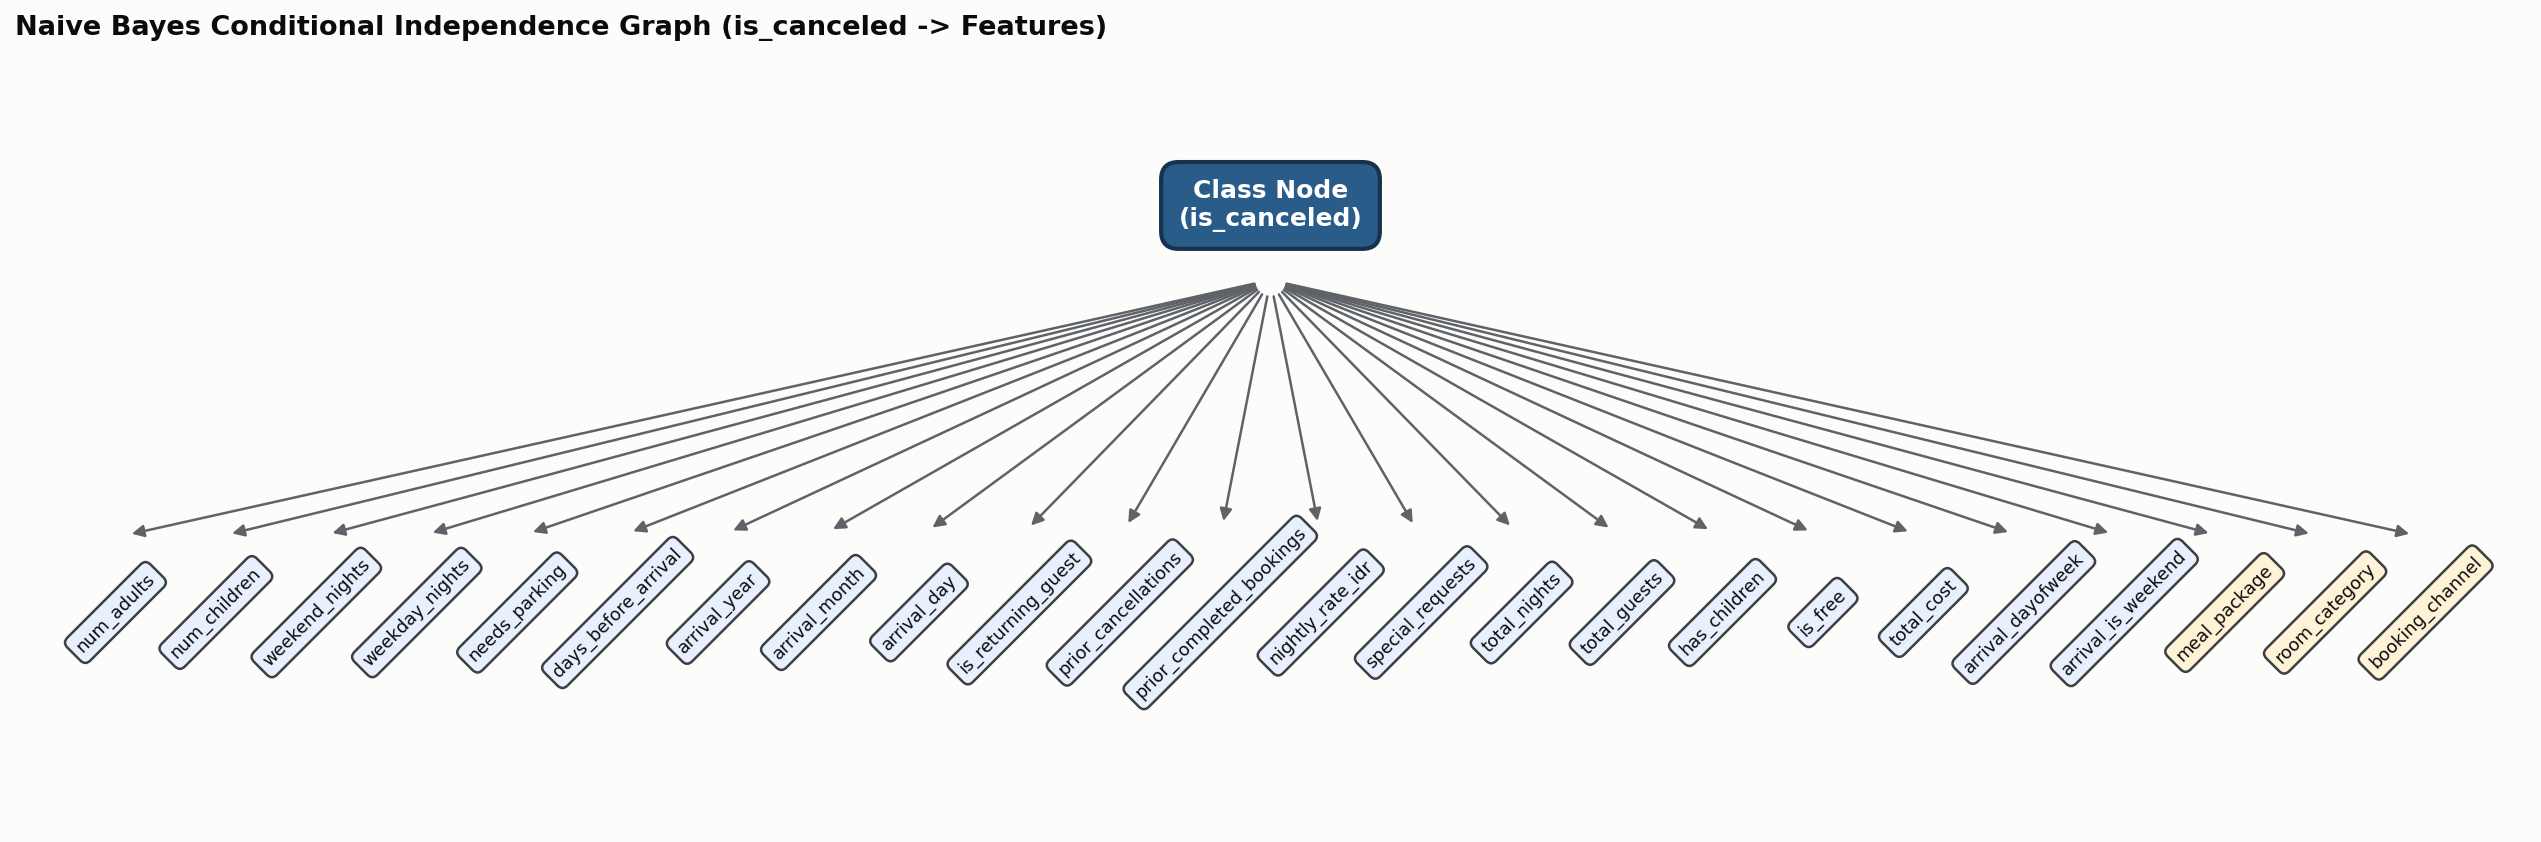 Naive Bayes Conditional Independence Graph (is_canceled -> Features)
Class Node
(is_canceled)
num_adults
num_children
weekend_nights
weekday_nights
needs_parking
days_before_arrival
arrival_year
arrival_month
arrival_day
is_returning_guest
prior_cancellations
prior_completed_bookings
nightly_rate_idr
special_requests
total_nights
total_guests
has_children
is_free
total_cost
arrival_dayofweek
arrival_is_weekend
meal_package
room_category
booking_channel